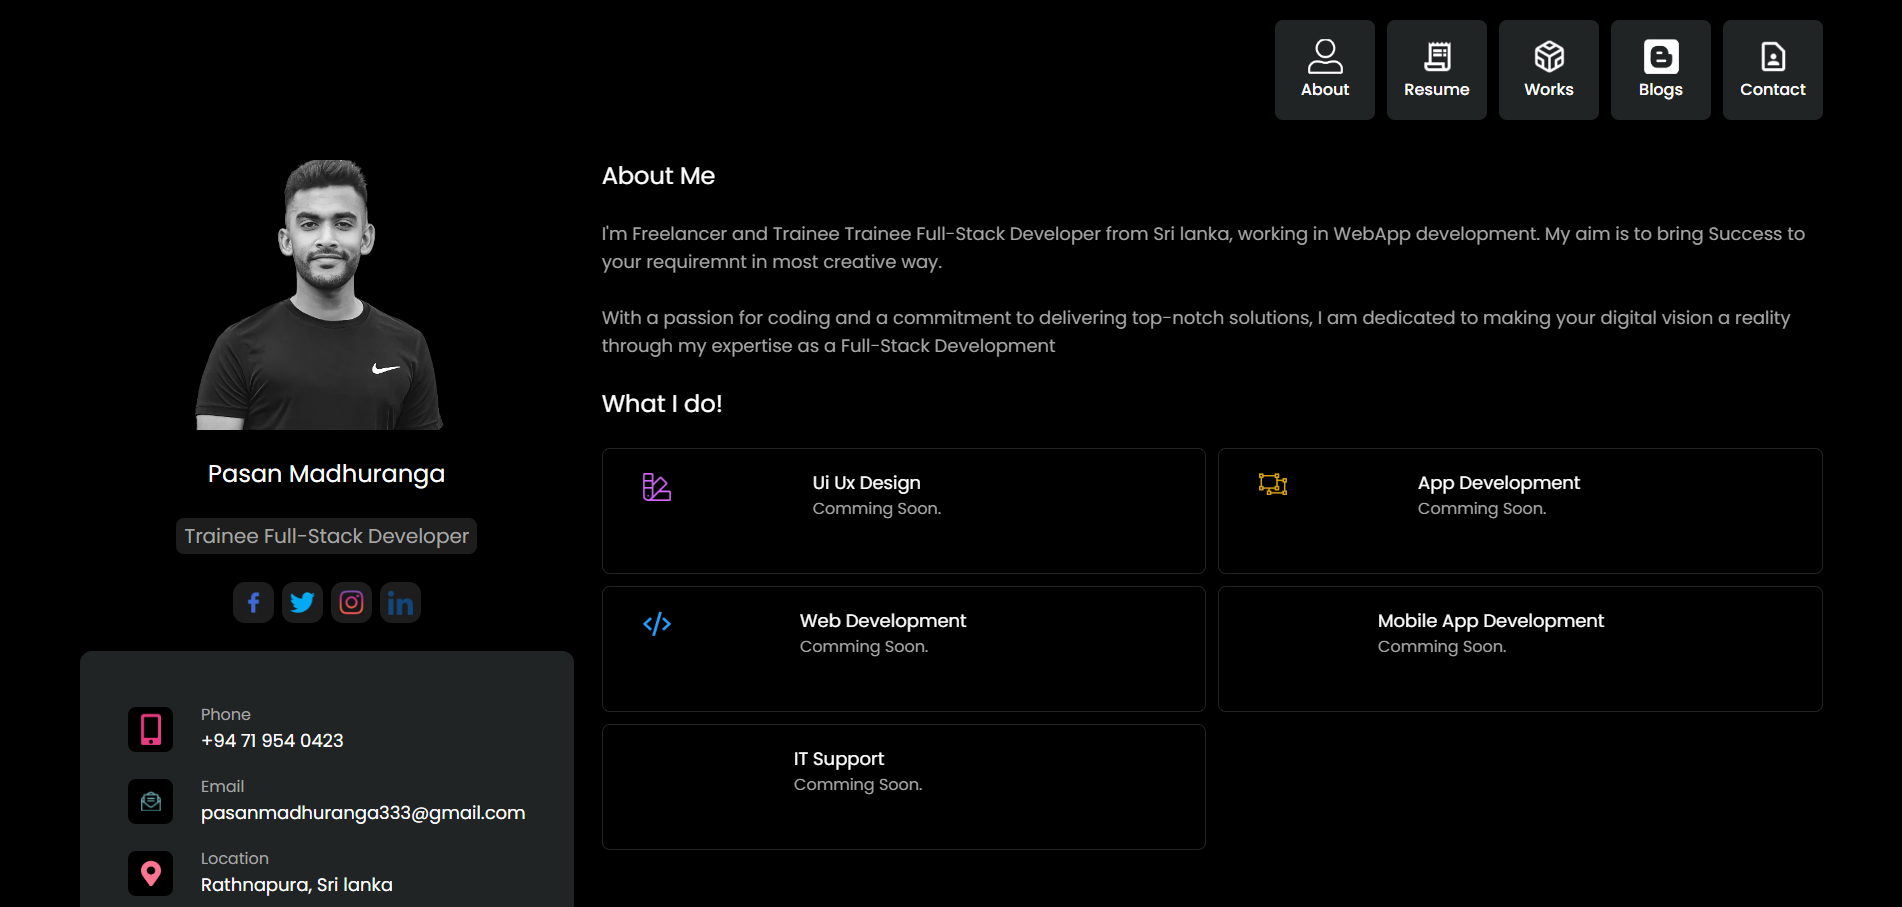 About
Resume
Works
Blogs
Contact
Pasan Madhuranga
Trainee Full-Stack Developer
Phone
+94 71 954 0423
Email
pasanmadhuranga333@gmail.com
Location
Rathnapura, Sri lanka
About Me
I'm Freelancer and Trainee Trainee Full-Stack Developer from Sri lanka, working in WebApp development. My aim is to bring Success to
your requiremnt in most creative way.
With a passion for coding and a commitment to delivering top-notch solutions, I am dedicated to making your digital vision a reality
through my expertise as a Full-Stack Development
What I do!
Ui Ux Design
Comming Soon.
App Development
Comming Soon.
Web Development
Comming Soon.
Mobile App Development
Comming Soon.
IT Support
Comming Soon.